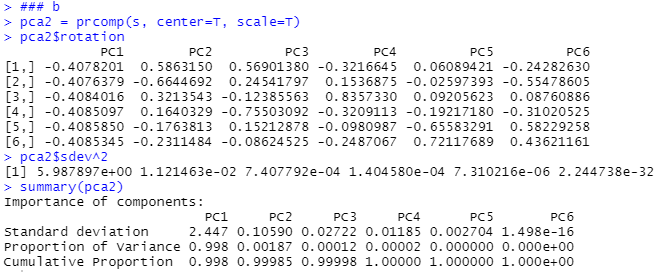 > ### b
> pca2 = prcomp(s, center=T, scale=T)
> pca2$rotation
PC1 PC2 PC3 PC4 PC5 PC6
[1,] -0.4078201 0.5863150 0.56901380 -0.3216645 0.06089421 -0.24282630
[2,] -0.4076379 -0.6644692 0.24541797 0.1536875 -0.02597393 -0.55478605
[3,] -0.4084016 0.3213543 -0.12385563 0.8357330 0.09205623 0.08760886
[4,] -0.4085097 0.1640329 -0.75503092 -0.3209113 -0.19217180 -0.31020525
[5,] -0.4085850 -0.1763813 0.15212878 -0.0980987 -0.65583291 0.58229258
[6,] -0.4085345 -0.2311484 -0.08624525 -0.2487067 0.72117689 0.43621161
> pca2$sdev^2
[1] 5.987897e+00 1.121463e-02 7.407792e-04 1.404580e-04 7.310216e-06 2.244738e-32
> summary(pca2)
Importance of components:
PC1 PC2 PC3 PC4 PC5 PC6
Standard deviation 2.447 0.10590 0.02722 0.01185 0.002704 1.498e-16
Proportion of Variance 0.998 0.00187 0.00012 0.00002 0.000000 0.000e+00
Cumulative Proportion 0.998 0.99985 0.99998 1.00000 1.000000 1.000e+00